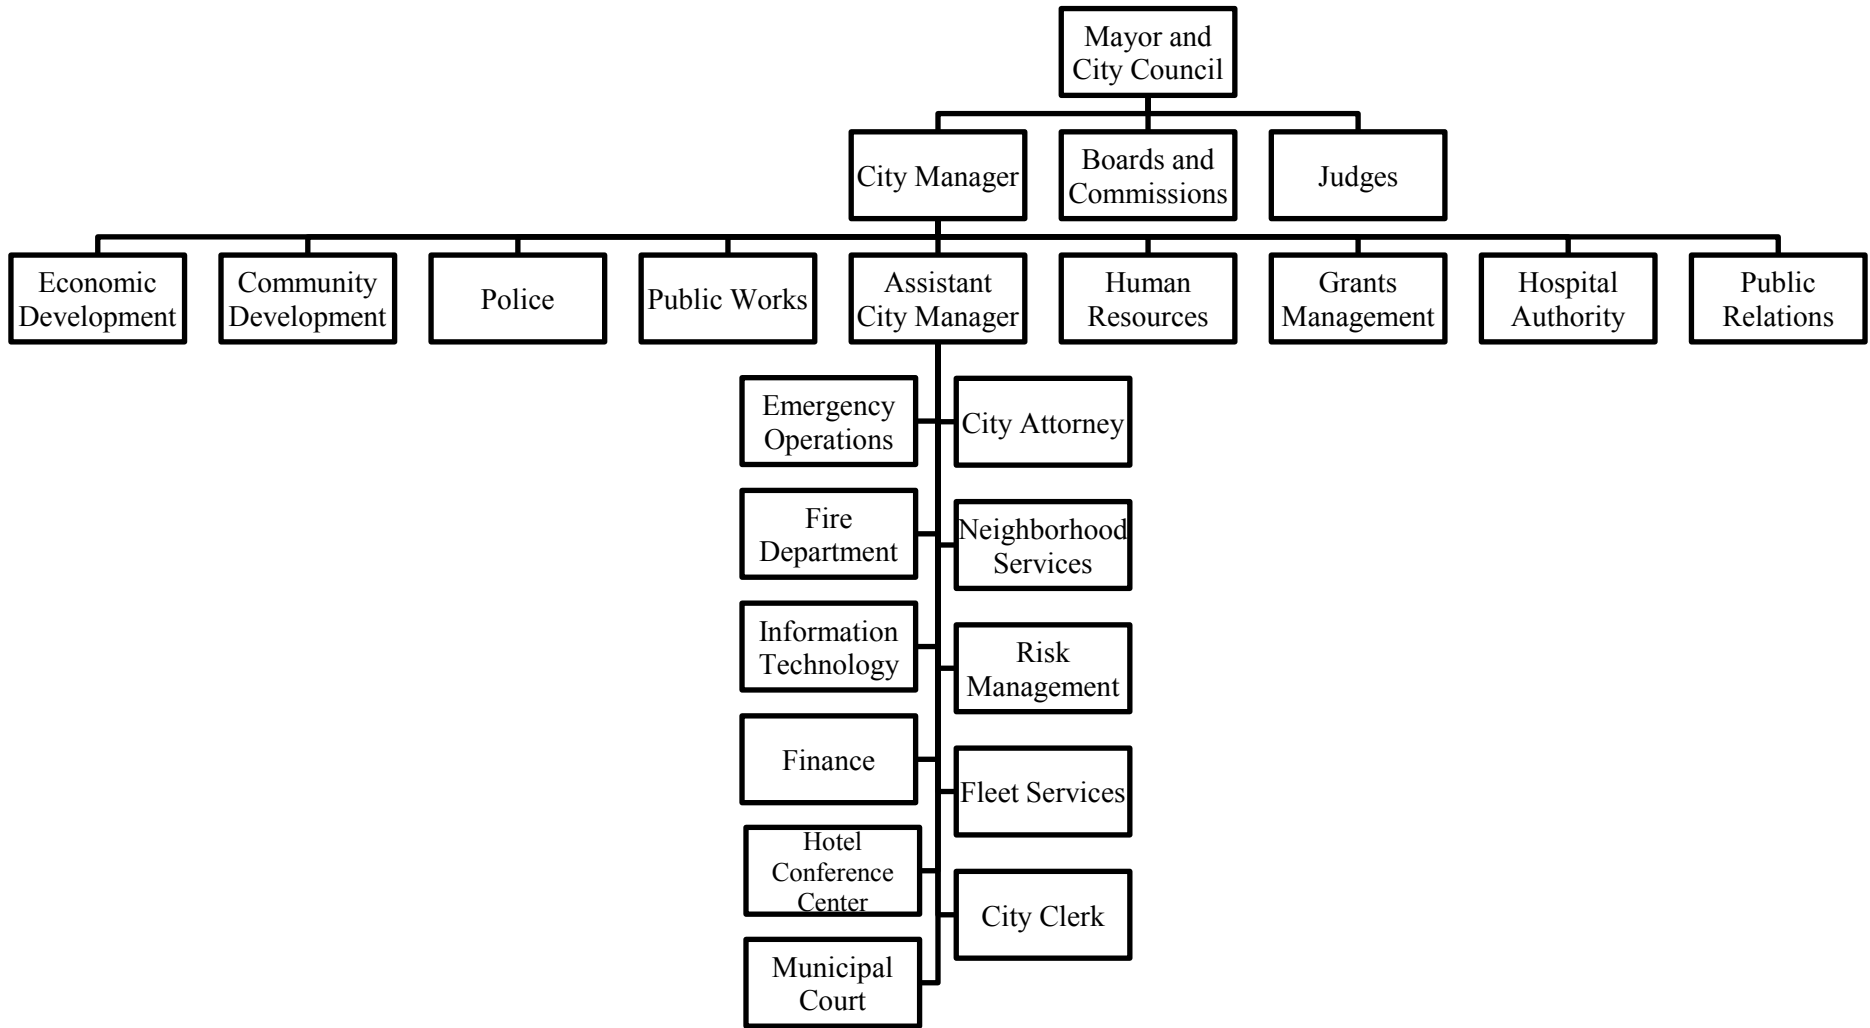 Mayor and
City Council
City Manager
Boards and
Commissions
Judges
Economic
Development
Community
Development
Police
Public Works
Assistant
City Manager
Human
Resources
Grants
Management
Hospital
Authority
Public
Relations
Emergency
Operations
City Attorney
Fire
Department
Neighborhood
Services
Information
Technology
Risk
Management
Finance
Fleet Services
Hotel
Conference
Center
City Clerk
Municipal
Court